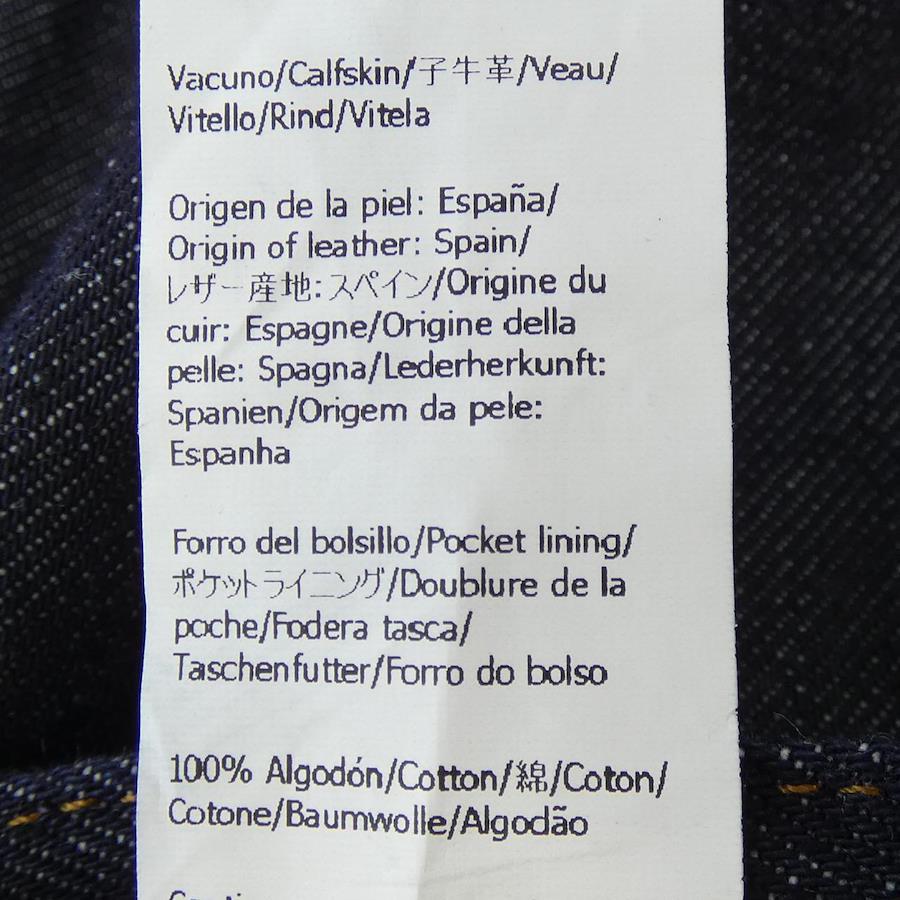 Vacuno/Calfskin/子牛革/Veau/
Vitello/Rind/Vitela
Origen de la piel: España/
Origin of leather: Spain/
レザー産地:スペイン/Origine du
cuir: Espagne/Origine della
pelle: Spagna/Lederherkunft:
Spanien/Origem da pele:
Espanha
Forro del bolsillo/Pocket lining/
ポケットライニング/Doublure de la
poche/Fodera tasca/
Taschenfutter/Forro do bolso
100% Algodón/Cotton/綿/Coton/
Cotone/Baumwolle/Algodão